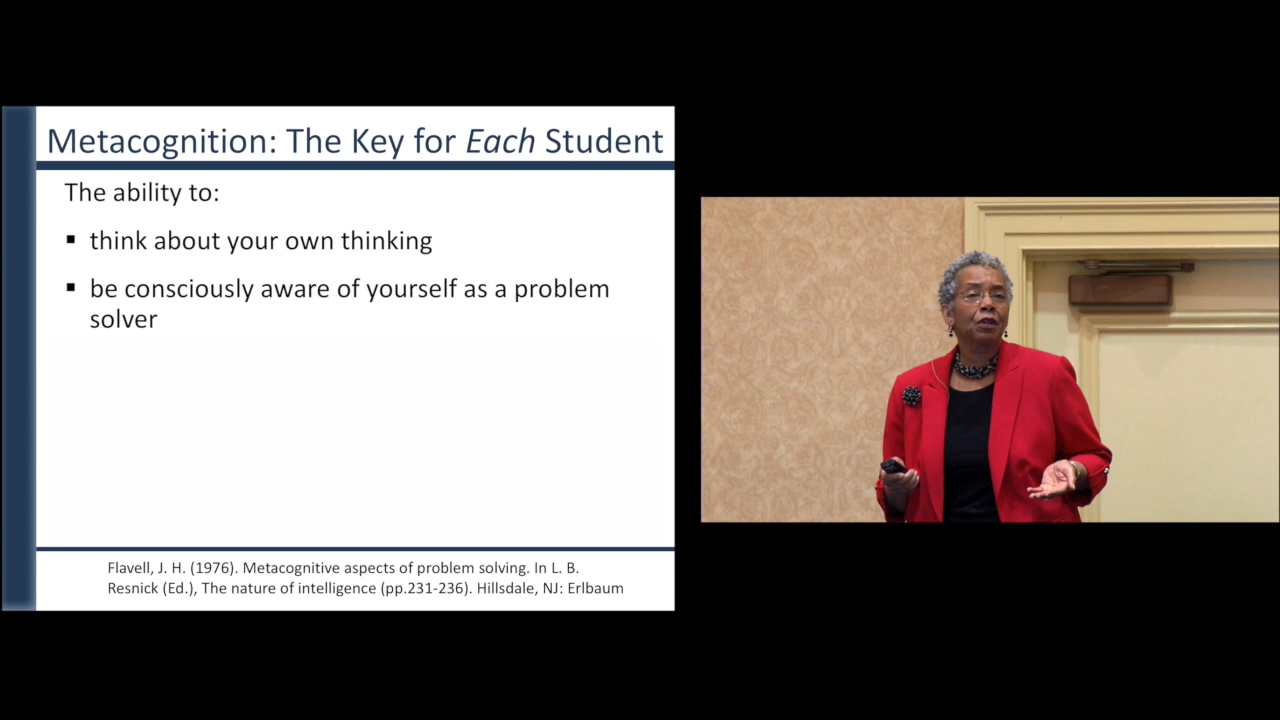 Metacognition: The Key for Each Student
The ability to:
▪ think about your own thinking
▪ be consciously aware of yourself as a problem
solver
Flavell, J. H. (1976). Metacognitive aspects of problem solving. In L. B.
Resnick (Ed.), The nature of intelligence (pp.231-236). Hillsdale, NJ: Erlbaum